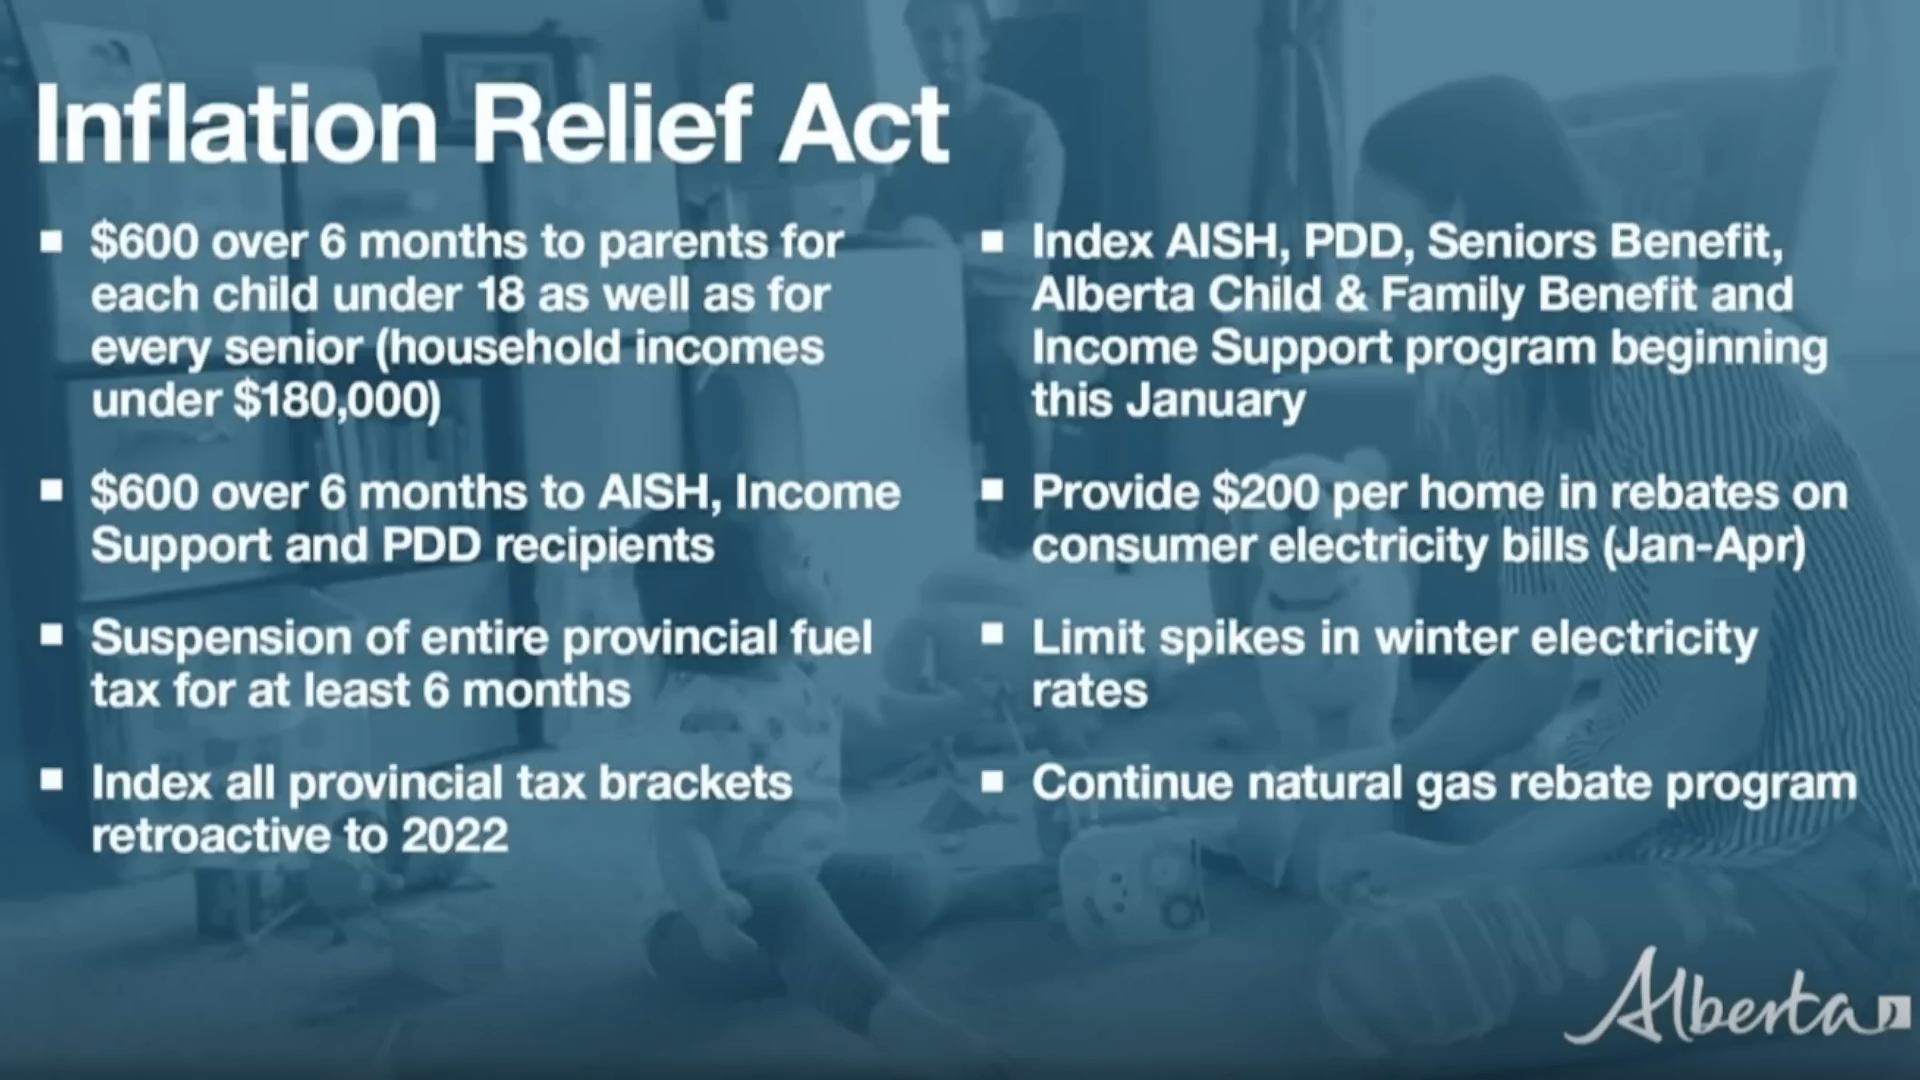 Inflation Relief Act
▪ $600 over 6 months to parents for
each child under 18 as well as for
every senior (household incomes
under $180,000)
▪ $600 over 6 months to AISH, Income
Support and PDD recipients
▪ Suspension of entire provincial fuel
tax for at least 6 months
▪ Index all provincial tax brackets
retroactive to 2022
▪ Index AISH, PDD, Seniors Benefit,
Alberta Child & Family Benefit and
Income Support program beginning
this January
▪ Provide $200 per home in rebates on
consumer electricity bills (Jan-Apr)
▪ Limit spikes in winter electricity
rates
▪ Continue natural gas rebate program
Alberta